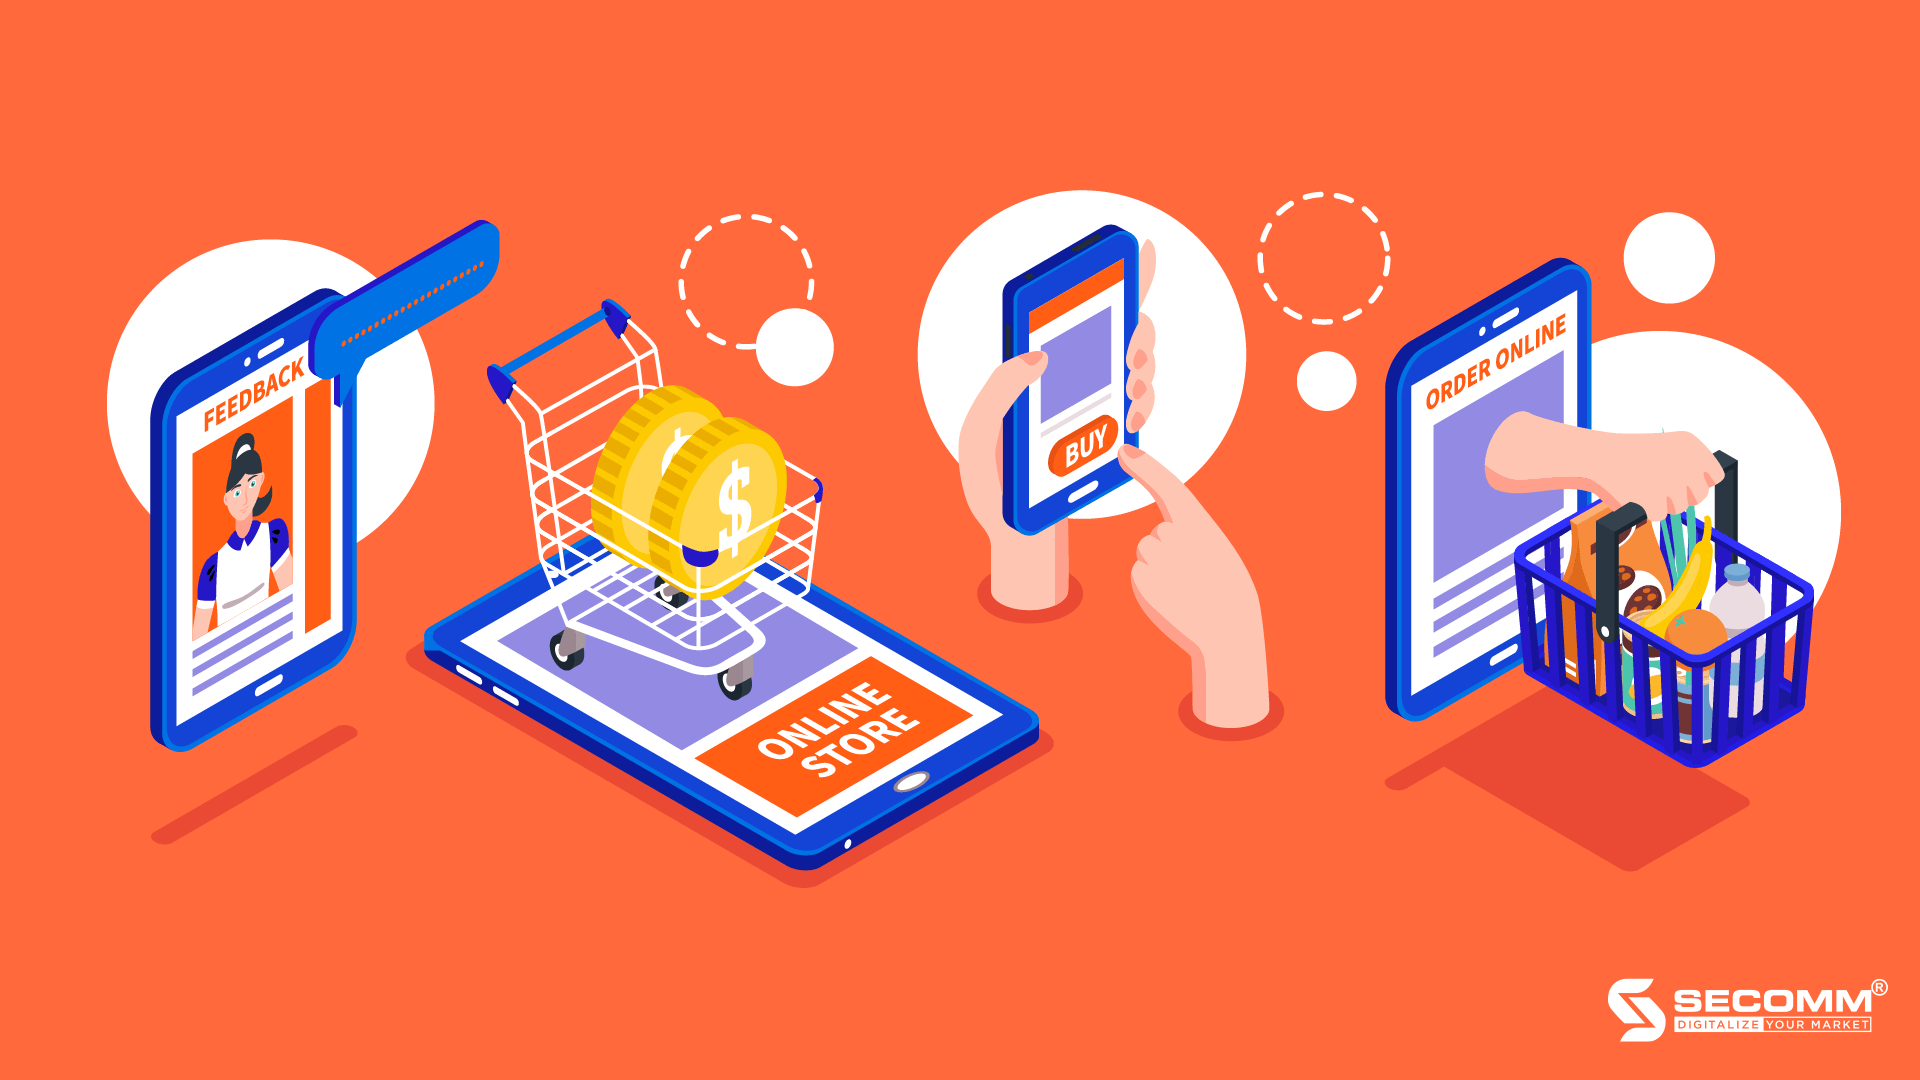 FEEDBACK
$
$
ONLINE
STORE
BUY
ORDER ONLINE
SECOMM®
DIGITALIZE YOUR MARKET